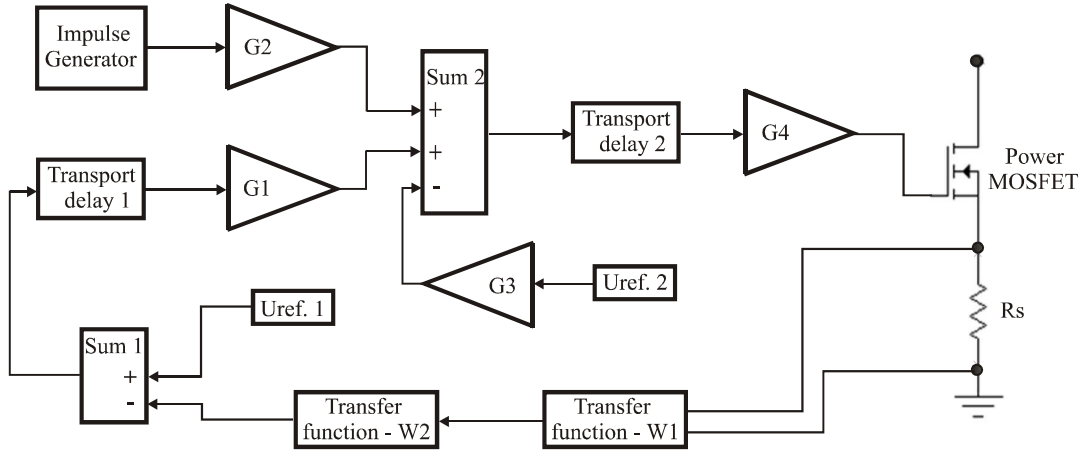 Impulse
Generator
G2
Sum 2
+
+
-
Transport
delay 2
G4
Power
MOSFET
Transport
delay 1
G1
G3
Uref. 2
Uref. 1
Rs
Sum 1
+
-
Transfer
function - W2
Transfer
function - W1